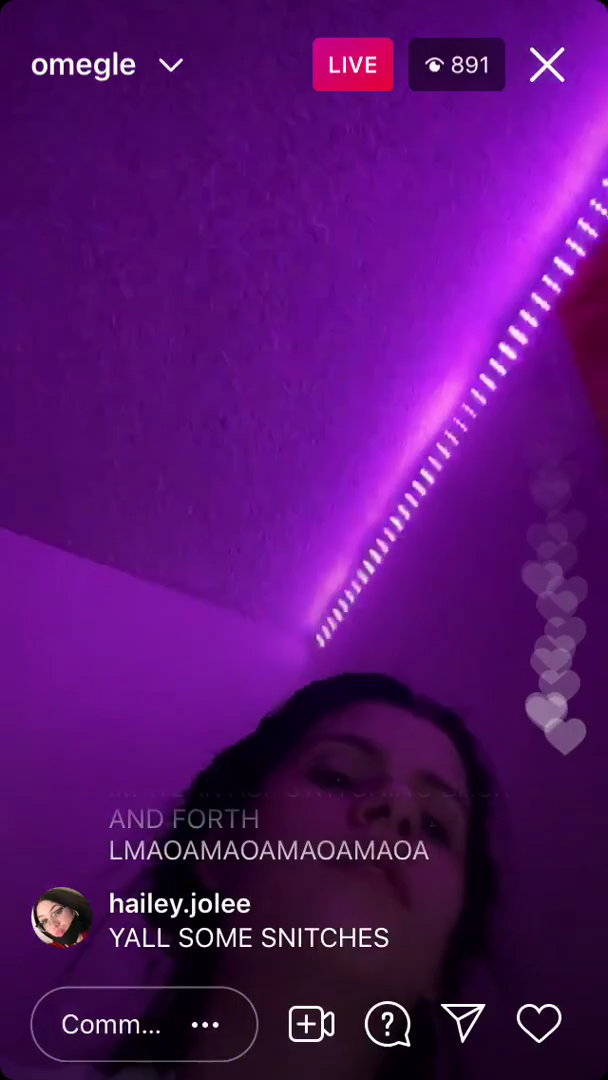 omegle
LIVE
891
AND FORTH
LMAOAMAOAMAOAMAOA
hailey.jolee
YALL SOME SNITCHES
Comm...